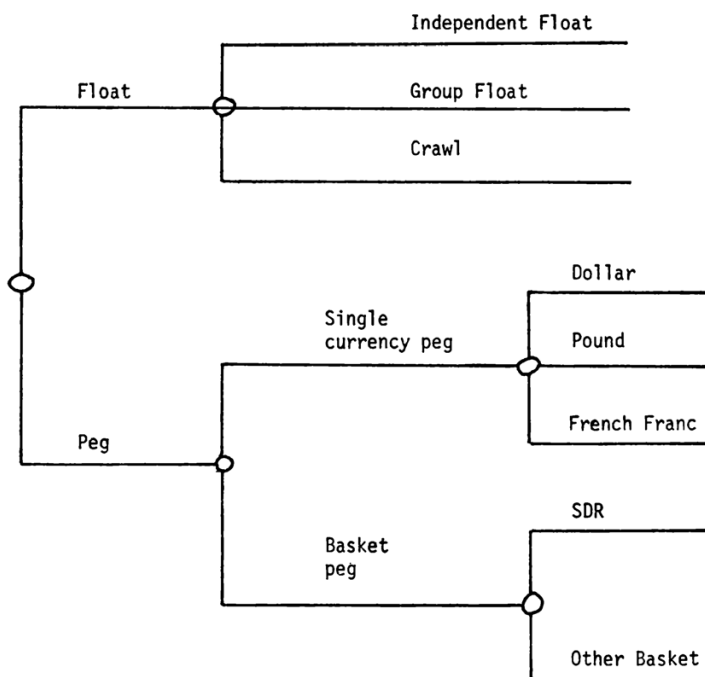 Independent Float
Float
Group Float
Crawl
Dollar
Single
currency peg
Pound
French Franc
Peg
SDR
Basket
peg
Other Basket